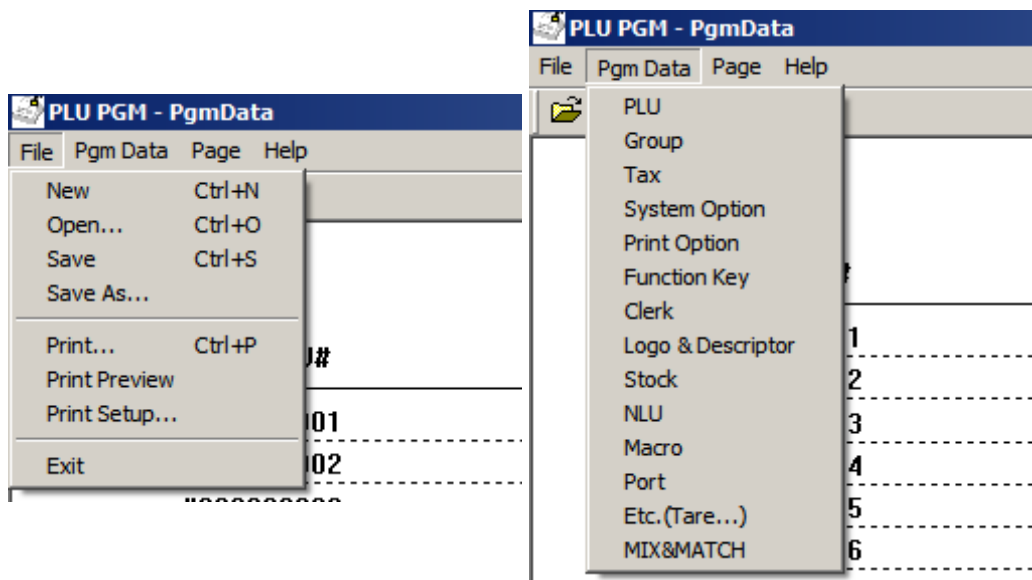 PLU PGM - PgmData
File Pgm Data Page Help
New Ctrl+N
Open... Ctrl+O
Save Ctrl+S
Save As...
Print... Ctrl+P
Print Preview
Print Setup...
Exit
#
001
002
PLU PGM - PgmData
File Pgm Data Page Help
PLU
Group
Tax
System Option
Print Option
Function Key
Clerk
Logo & Descriptor
Stock
NLU
Macro
Port
Etc.(Tare...)
MIX&MATCH
1
2
3
4
5
6